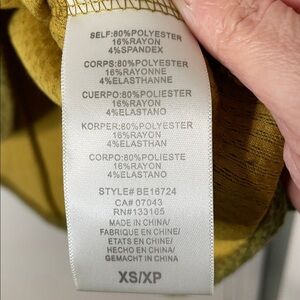 SELF:80%POLYESTER
16%RAYON
4%SPANDEX
CORPS:80%POLYESTER
16%RAYONNE
4%ELASTHANNE
CUERPO:80%POLYESTER
16%RAYON
4%ELASTANO
KORPER:80%POLYESTER
16%RAYON
4%ELASTHAN
CORPO:80%POLIESTE
16%RAYON
4%ELASTANO
STYLE# BE16724
CA# 07043
RN#133165
MADE IN CHINA/
FABRIQUE EN CHINE/
ETATS EN CHINE/
HECHO EN CHINA/
GEMACHT IN CHINA
XS/XP